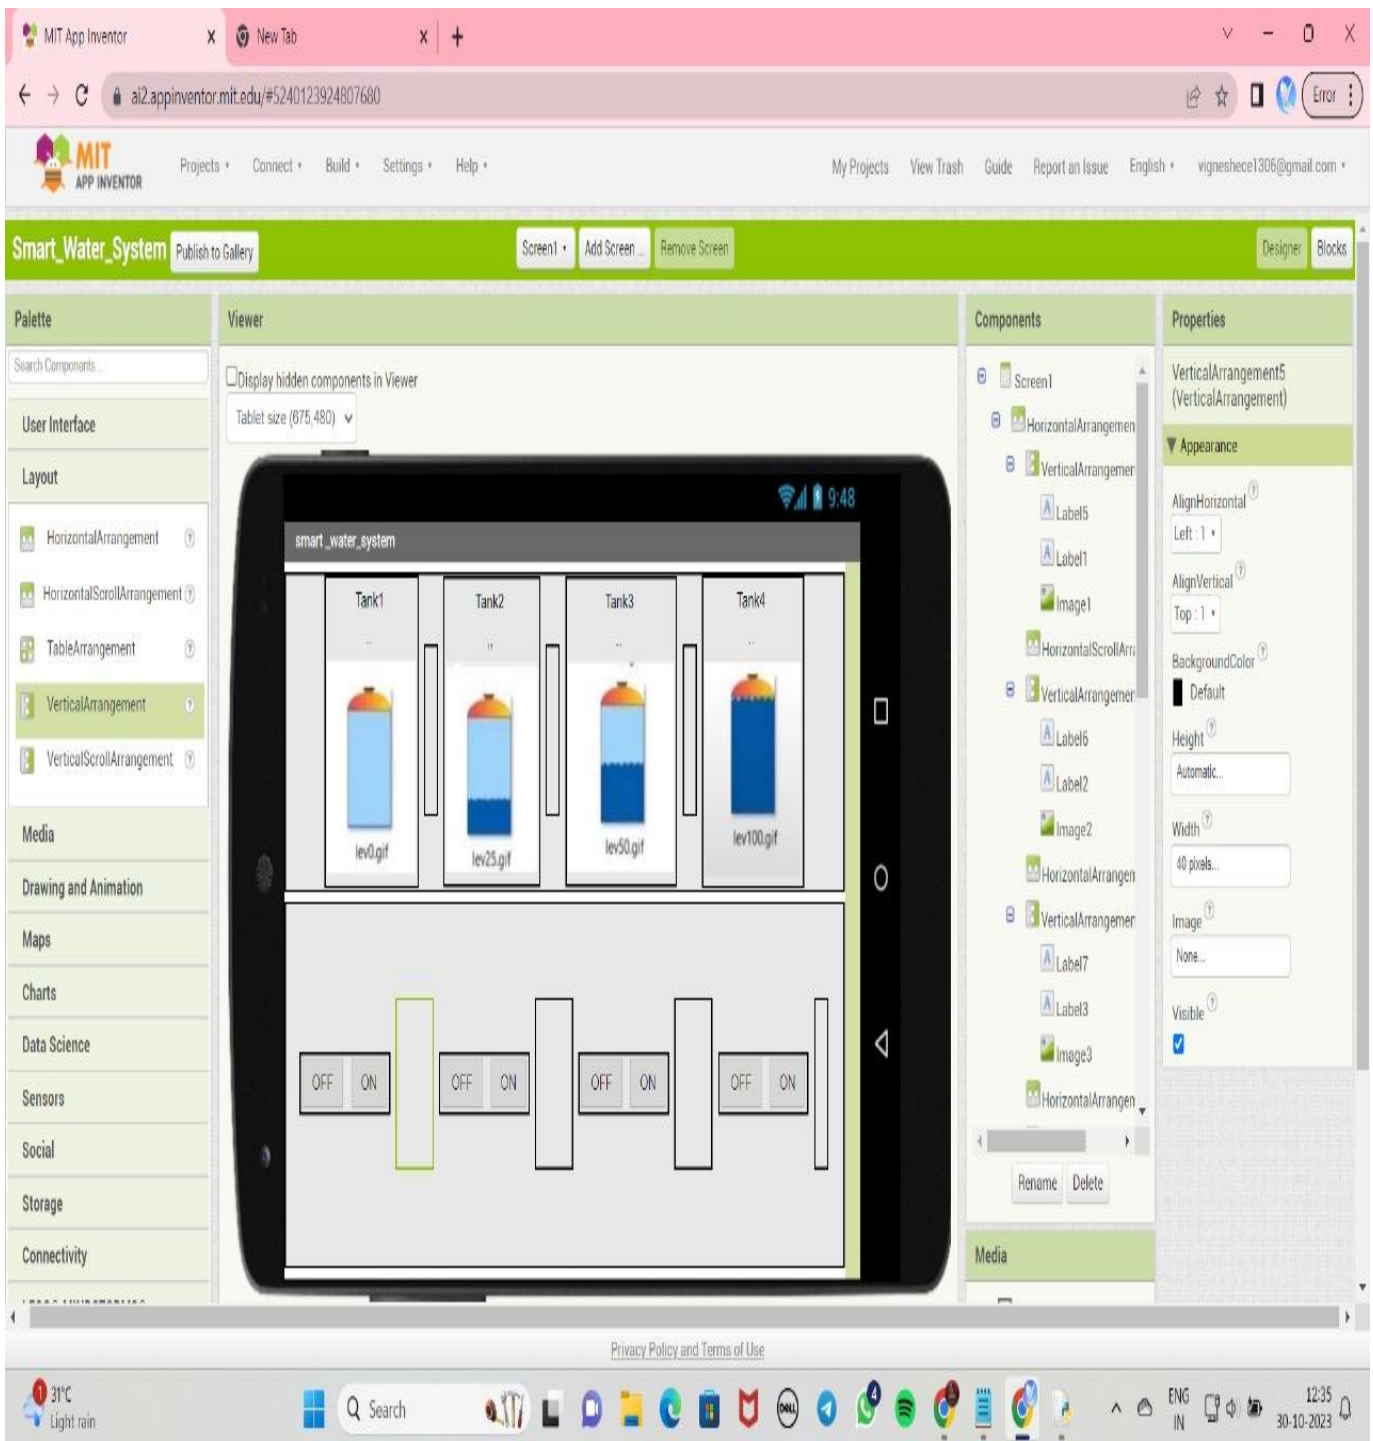 MIT App Inventor
New Tab
ai2.appinventor.mit.edu/#5240123924807680
Error
MIT
APP INVENTOR
Projects
Connect
Build
Settings
Help
My Projects
View Trash
Guide
Report an Issue
English
vigneshece1306@gmail.com
Smart_Water_System
Publish to Gallery
Screen1
Add Screen ...
Remove Screen
Designer
Blocks
Palette
Search Components...
User Interface
Layout
HorizontalArrangement
HorizontalScrollArrangement
TableArrangement
VerticalArrangement
VerticalScrollArrangement
Media
Drawing and Animation
Maps
Charts
Data Science
Sensors
Social
Storage
Connectivity
Viewer
Display hidden components in Viewer
Tablet size (675,480)
9:48
smart_water_system
Tank1
Tank2
Tank3
Tank4
lev0.gif
lev25.gif
lev50.gif
lev100.gif
OFF ON
OFF ON
OFF ON
OFF ON
Components
Screen1
HorizontalArrangemen
VerticalArrangemer
Label5
Label1
Image1
HorizontalScrollArra
VerticalArrangemer
Label6
Label2
Image2
HorizontalArrangen
VerticalArrangemer
Label7
Label3
Image3
HorizontalArrangen
Rename
Delete
Media
Properties
VerticalArrangement5
(VerticalArrangement)
Appearance
AlignHorizontal
Left : 1
AlignVertical
Top : 1
BackgroundColor
Default
Height
Automatic...
Width
40 pixels...
Image
None...
Visible
Privacy Policy and Terms of Use
1
31°C
Light rain
Search
DELL
4
ENG
IN
12:35
30-10-2023